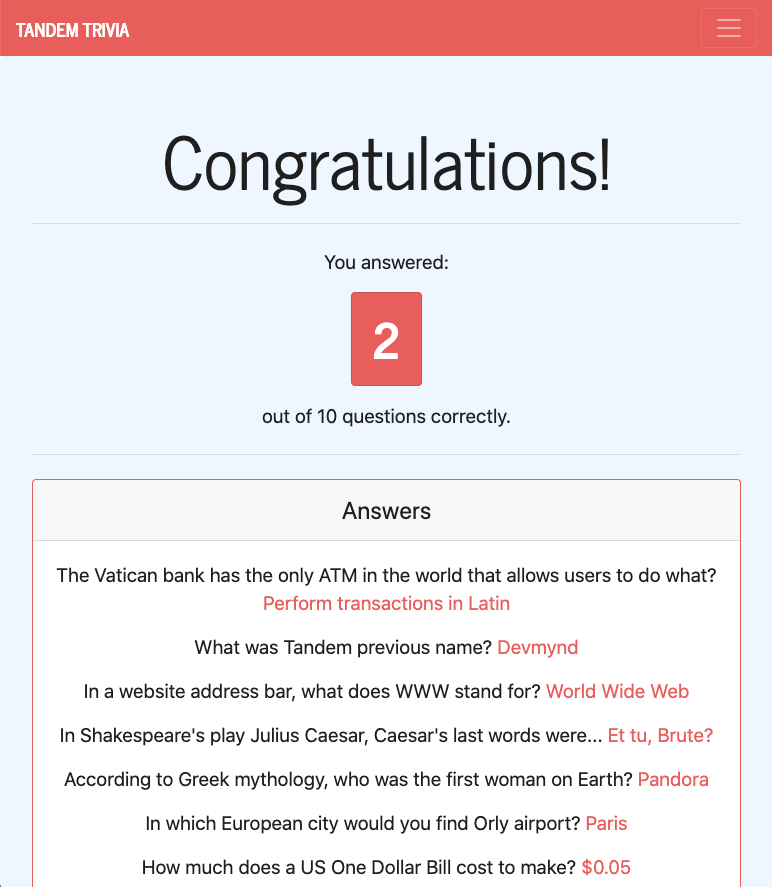 TANDEM TRIVIA
Congratulations!
You answered:
2
out of 10 questions correctly.
Answers
The Vatican bank has the only ATM in the world that allows users to do what?
Perform transactions in Latin
What was Tandem previous name? Devmynd
In a website address bar, what does WWW stand for? World Wide Web
In Shakespeare's play Julius Caesar, Caesar's last words were... Et tu, Brute?
According to Greek mythology, who was the first woman on Earth? Pandora
In which European city would you find Orly airport? Paris
How much does a US One Dollar Bill cost to make? $0.05